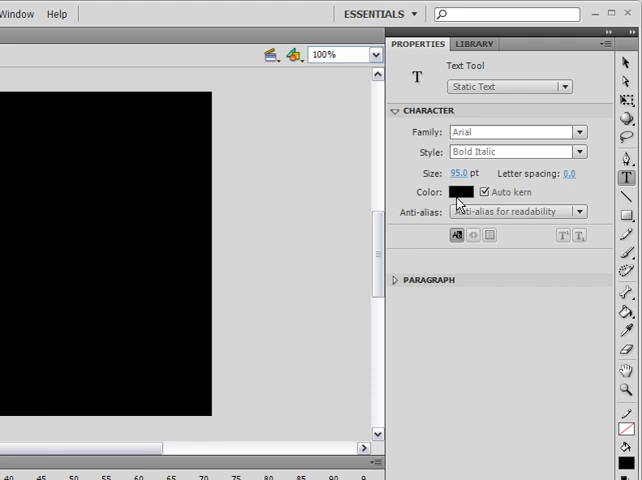 Window Help ESSENTIALS
100%
PROPERTIES LIBRARY
T Text Tool
Static Text
CHARACTER
Family: Arial
Style: Bold Italic
Size: 95.0 pt Letter spacing: 0.0
Color: Auto kern
Anti-alias: Anti-alias for readability
PARAGRAPH
40 45 50 55 60 65 70 75 80 85 90 9